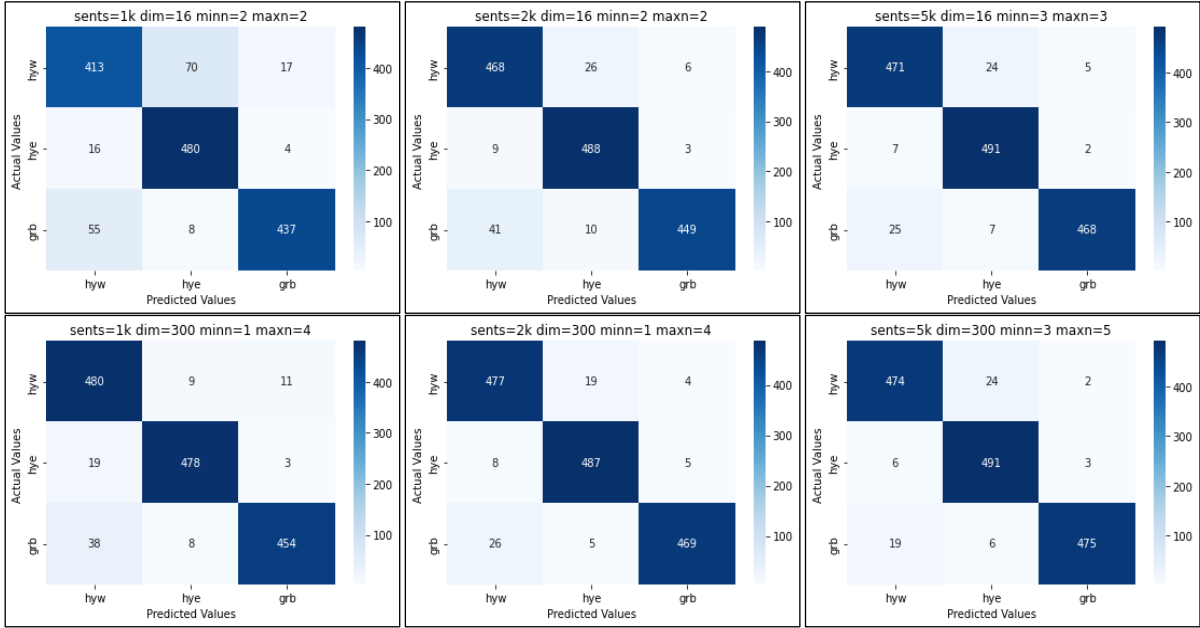 sents=1k dim=16 minn=2 maxn=2
hyw 413 70 17
hye 16 480 4
grb 55 8 437
hyw hye grb
Predicted Values
Actual Values
400
300
200
100
sents=2k dim=16 minn=2 maxn=2
hyw 468 26 6
hye 9 488 3
grb 41 10 449
hyw hye grb
Predicted Values
Actual Values
400
300
200
100
sents=5k dim=16 minn=3 maxn=3
hyw 471 24 5
hye 7 491 2
grb 25 7 468
hyw hye grb
Predicted Values
Actual Values
400
300
200
100
sents=1k dim=300 minn=1 maxn=4
hyw 480 9 11
hye 19 478 3
grb 38 8 454
hyw hye grb
Predicted Values
Actual Values
400
300
200
100
sents=2k dim=300 minn=1 maxn=4
hyw 477 19 4
hye 8 487 5
grb 26 5 469
hyw hye grb
Predicted Values
Actual Values
400
300
200
100
sents=5k dim=300 minn=3 maxn=5
hyw 474 24 2
hye 6 491 3
grb 19 6 475
hyw hye grb
Predicted Values
Actual Values
400
300
200
100